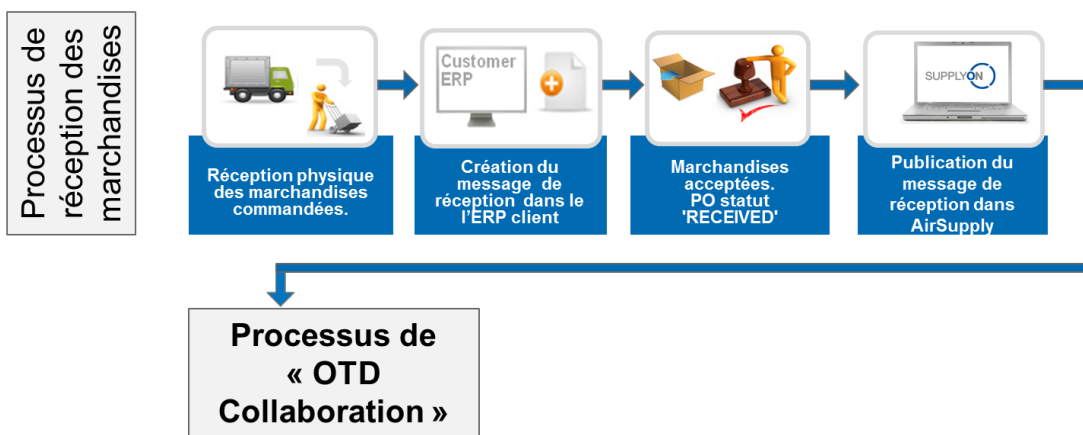 Processus de
réception des
marchandises
Customer
ERP
SUPPLYON
Réception physique
des marchandises
commandées.
Création du
message de
réception dans le
l'ERP client
Marchandises
acceptées.
PO statut
'RECEIVED'
Publication du
message de
réception dans
AirSupply
Processus de
« OTD
Collaboration »